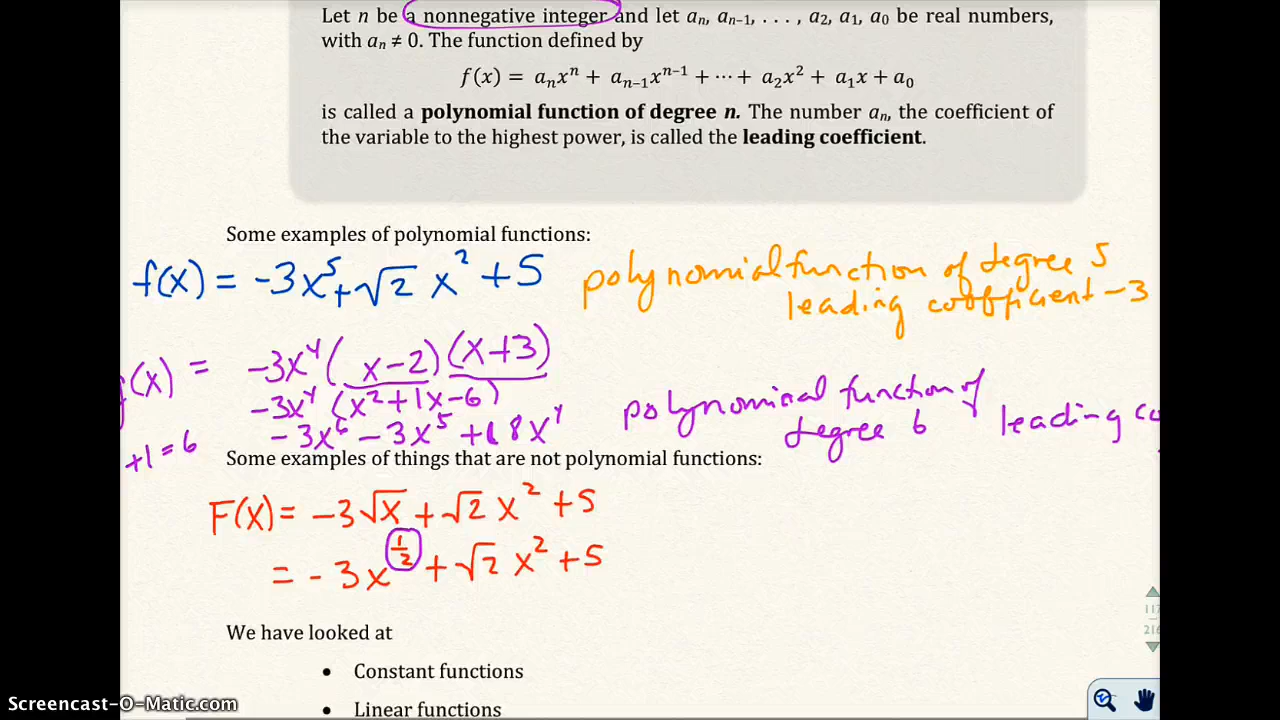 Let n be a nonnegative integer and let aₙ, aₙ₋₁, . . . , a₂, a₁, a₀ be real numbers,
with aₙ ≠ 0. The function defined by
f(x) = aₙxⁿ + aₙ₋₁xⁿ⁻¹ + ⋯ + a₂x² + a₁x + a₀
is called a polynomial function of degree n. The number aₙ, the coefficient of
the variable to the highest power, is called the leading coefficient.
Some examples of polynomial functions:
f(x) = -3x⁵ + √2 x² + 5
polynomial function of degree 5
leading coefficient -3
(x) = -3x⁴ (x-2)(x+3)
-3x⁴ (x²+1x-6)
-3x⁶ -3x⁵ +18x⁴
+1=6
polynominal function of
degree 6
leading co
Some examples of things that are not polynomial functions:
F(x) = -3√x + √2 x² + 5
= -3x^(1/2) + √2 x² + 5
We have looked at
• Constant functions
• Linear functions
117
216
Screencast-O-Matic.com